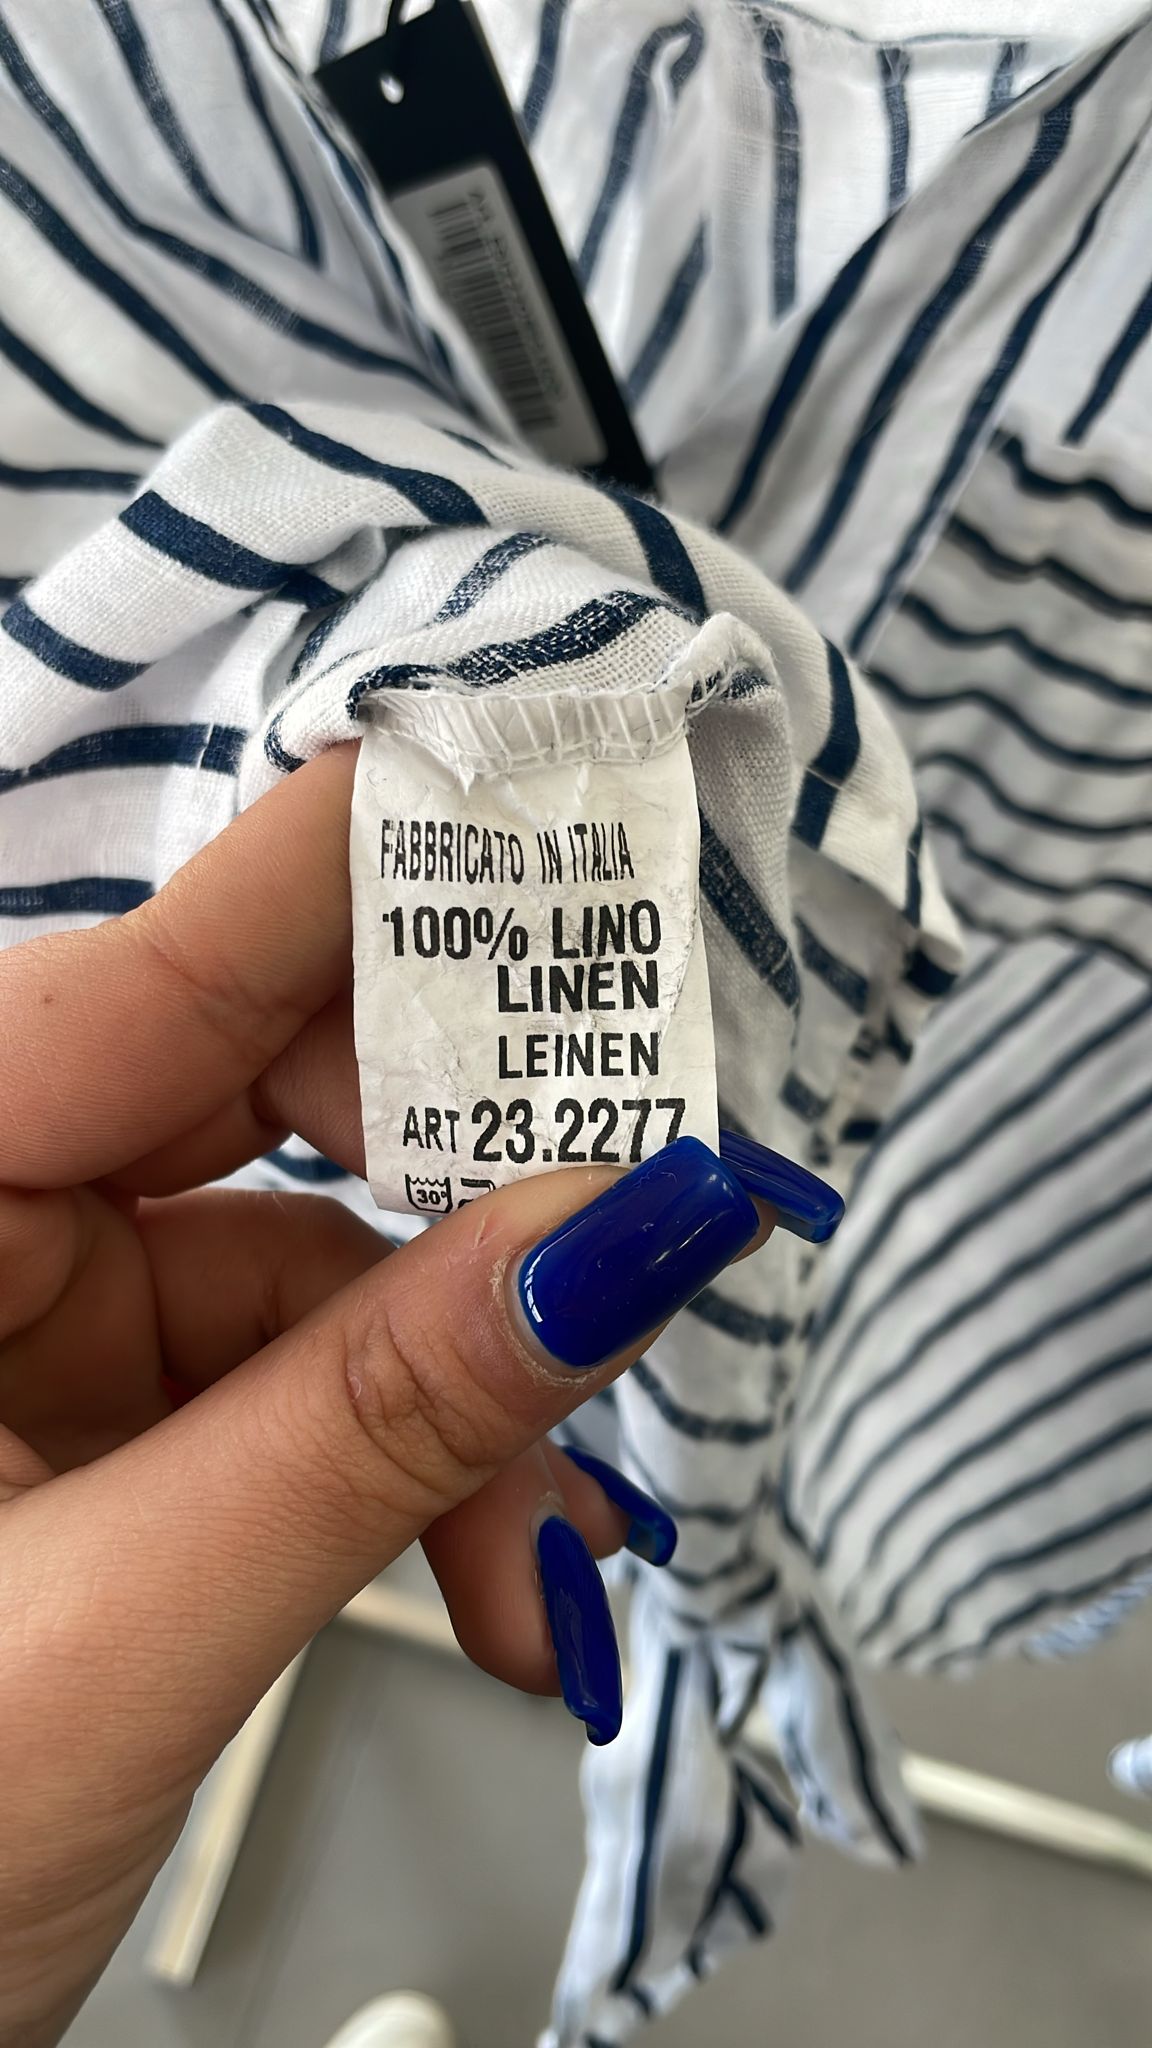 FABBRICATO IN ITALIA
100% LINO
LINEN
LEINEN
ART 23.2277
30°